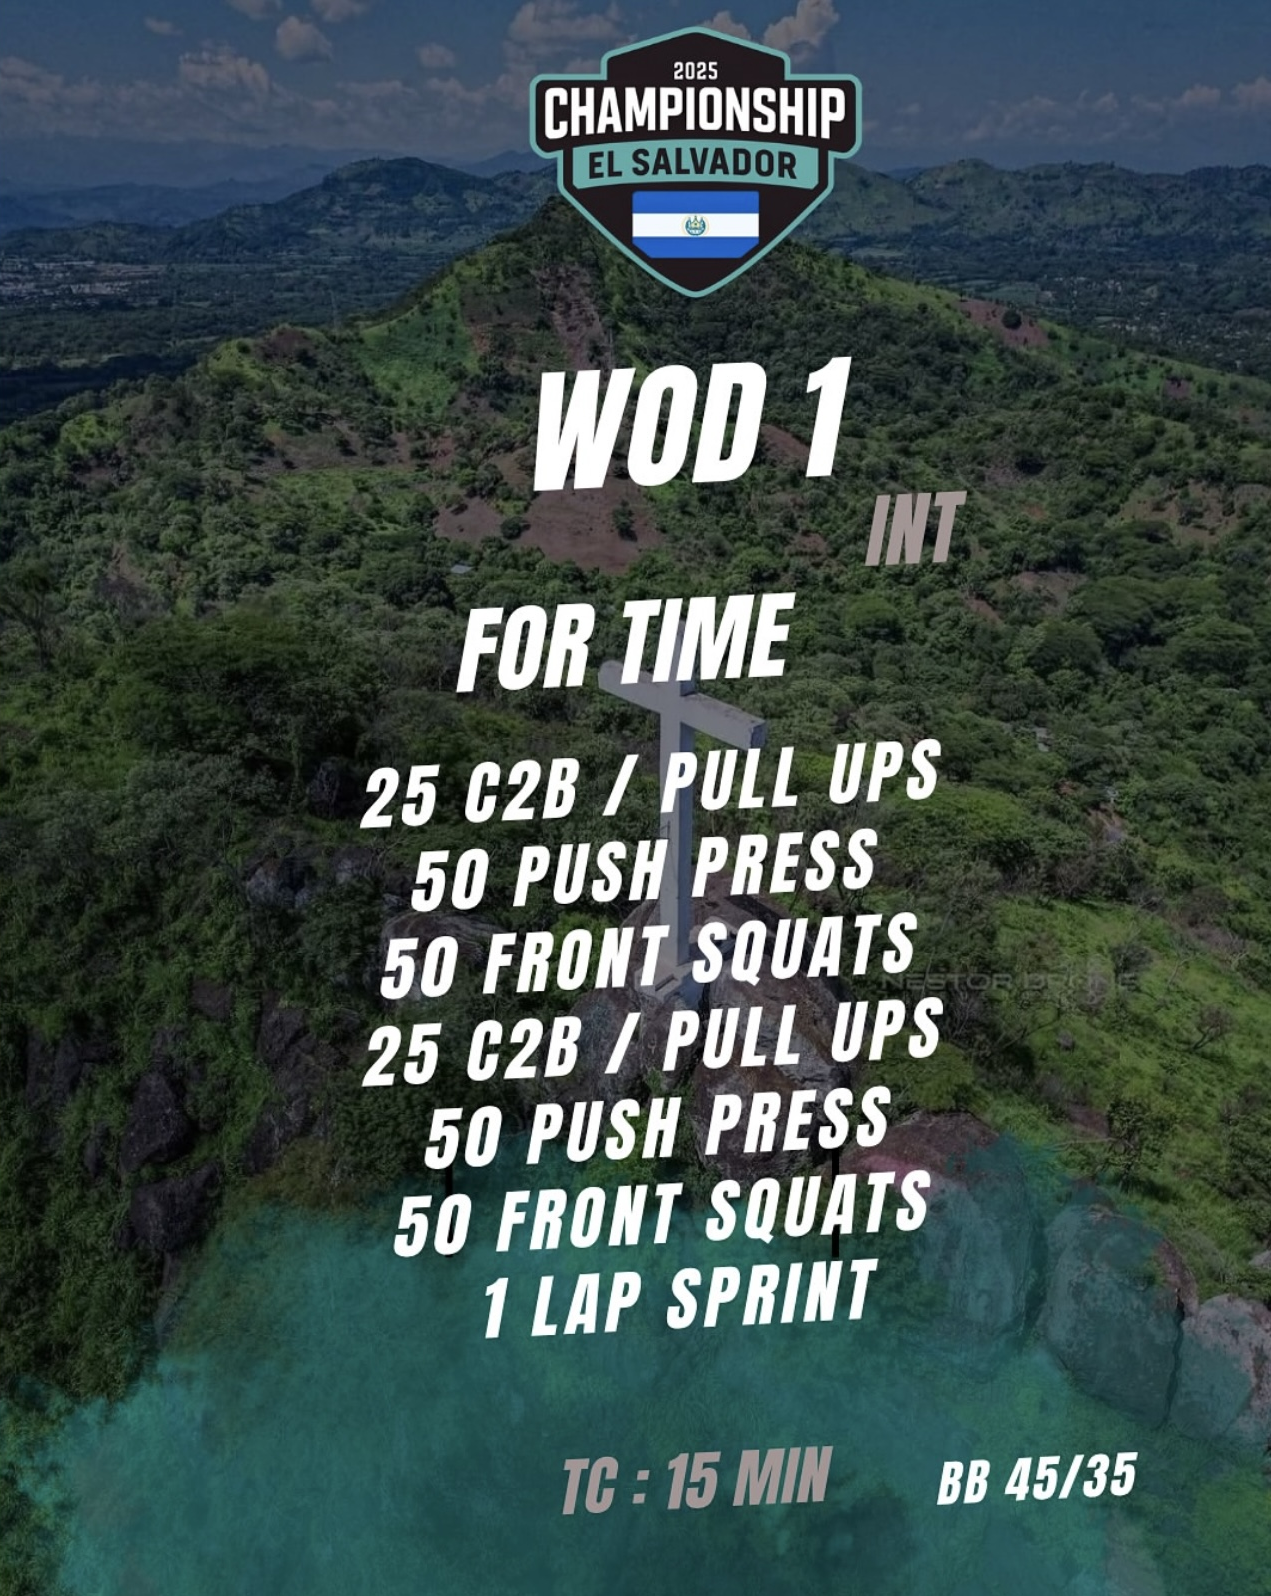 2025
CHAMPIONSHIP
EL SALVADOR
WOD 1
INT
FOR TIME
25 C2B / PULL UPS
50 PUSH PRESS
50 FRONT SQUATS
NESTOR DRONE
25 C2B / PULL UPS
50 PUSH PRESS
50 FRONT SQUATS
1 LAP SPRINT
TC : 15 MIN BB 45/35